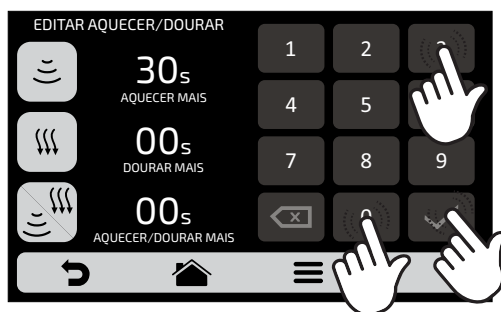 EDITAR AQUECER/DOURAR
30s
AQUECER MAIS
00s
DOURAR MAIS
00s
AQUECER/DOURAR MAIS
1 2
4 5
7 8 9